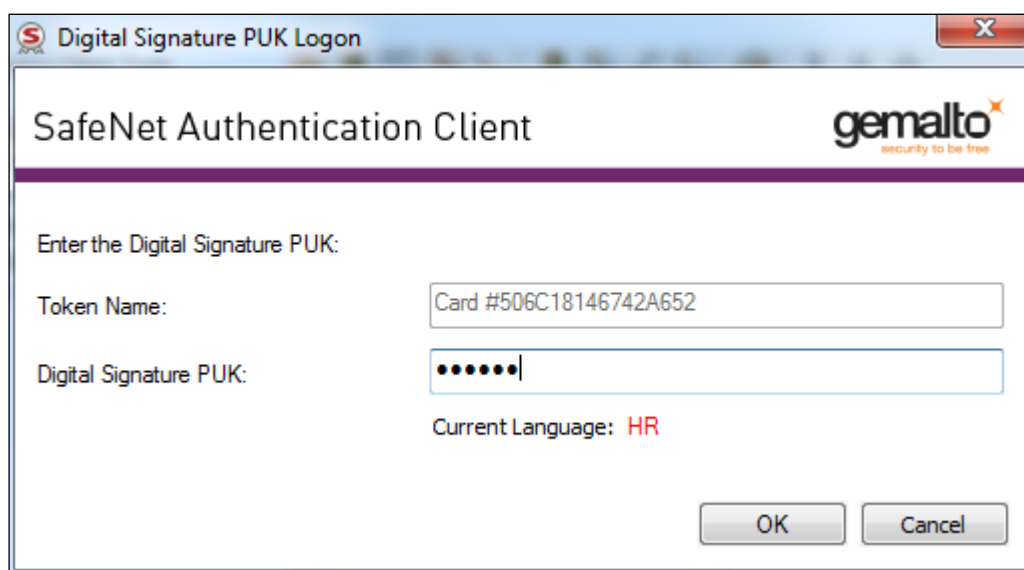 Digital Signature PUK Logon
SafeNet Authentication Client
gemalto
security to be free
Enter the Digital Signature PUK:
Token Name: Card #506C18146742A652
Digital Signature PUK: ••••••
Current Language: HR
OK Cancel